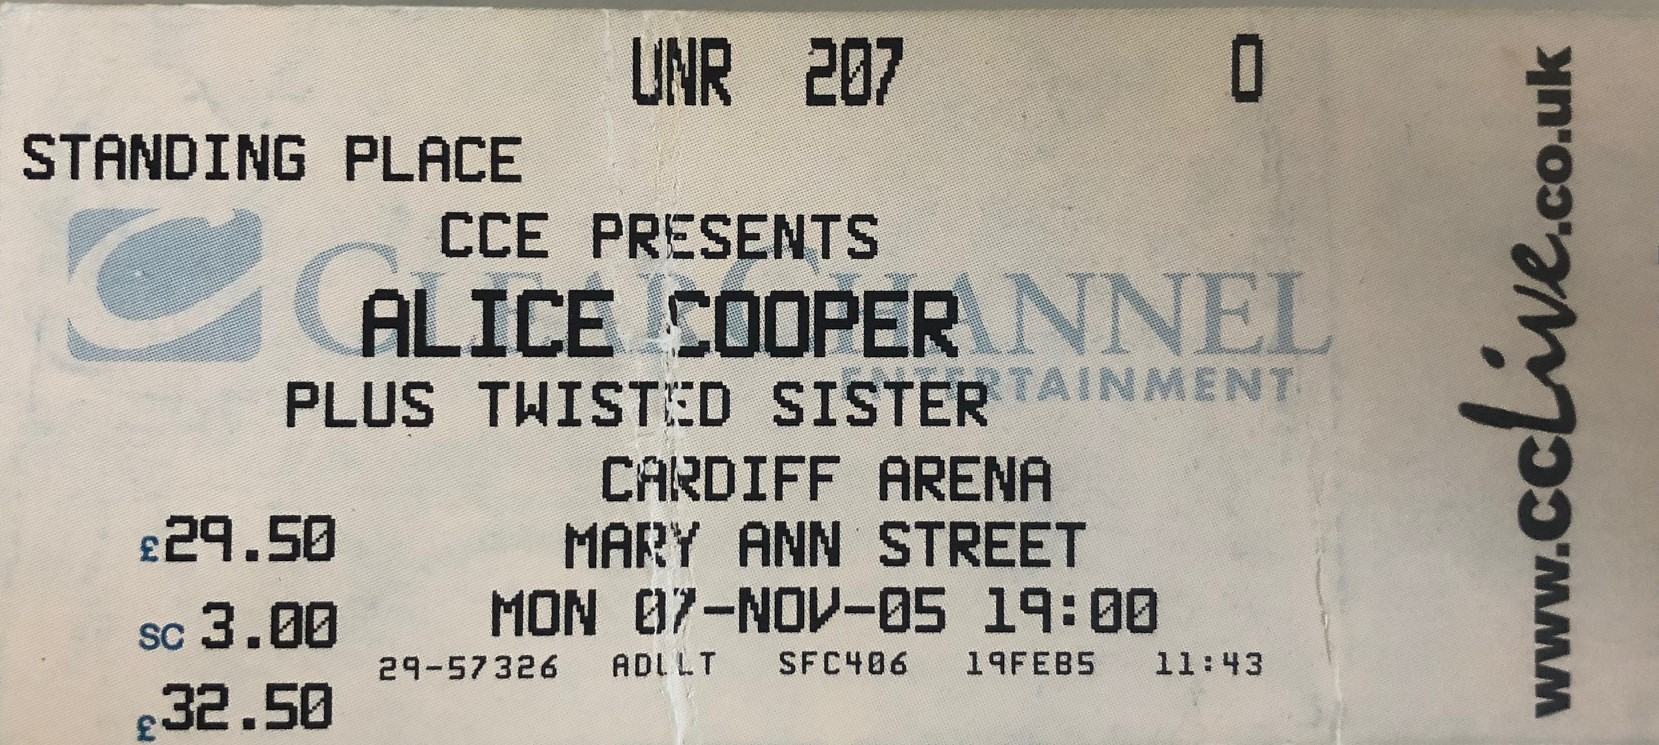 UNR 207 0
STANDING PLACE
CCE PRESENTS
CLEARCHANNEL
ALICE COOPER
ENTERTAINMENT
PLUS TWISTED SISTER
CARDIFF ARENA
£29.50 MARY ANN STREET
MON 07-NOV-05 19:00
SC 3.00
29-57326 ADULT SFC406 19FEB5 11:43
£32.50
www.ccLive.co.uk